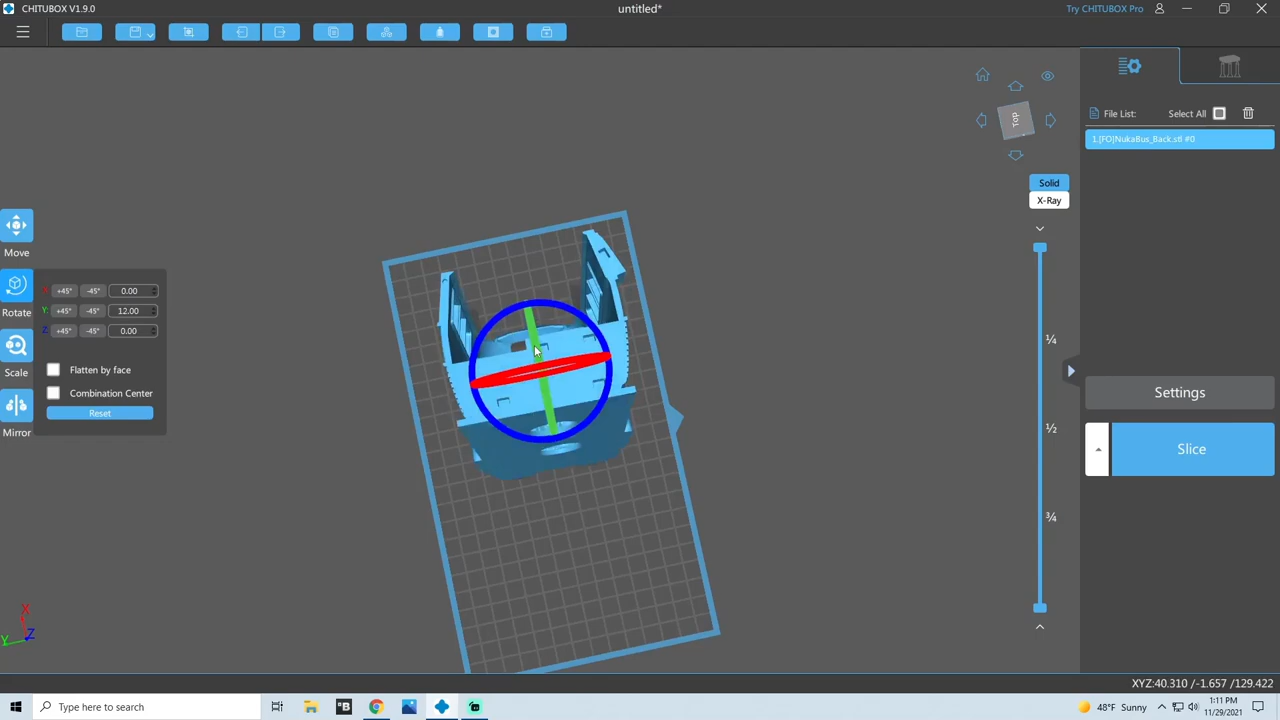 CHITUBOX V1.9.0
untitled*
Try CHITUBOX Pro
Top
File List:
Select All
1.[FO]NukaBus_Back.stl #0
Solid
X-Ray
Move
Rotate
Scale
Mirror
X: +45° -45° 0.00
Y: +45° -45° 12.00
Z: +45° -45° 0.00
Flatten by face
Combination Center
Reset
1/4
1/2
3/4
Settings
Slice
X
Y
Z
XYZ:40.310 /-1.657 /129.422
Type here to search
48°F Sunny
1:11 PM
11/29/2021